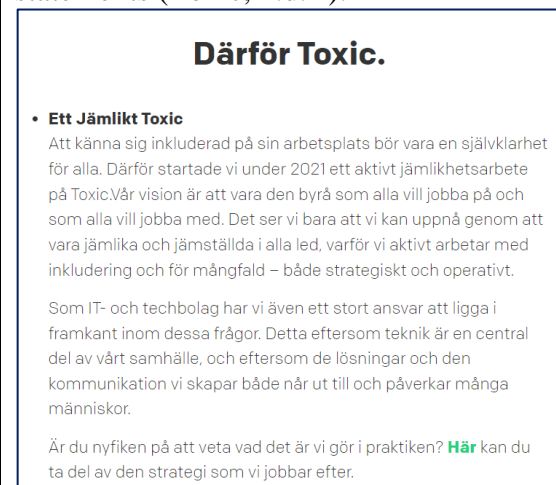 Därför Toxic.
• Ett Jämlikt Toxic
Att känna sig inkluderad på sin arbetsplats bör vara en självklarhet
för alla. Därför startade vi under 2021 ett aktivt jämlikhetsarbete
på Toxic.Vår vision är att vara den byrå som alla vill jobba på och
som alla vill jobba med. Det ser vi bara att vi kan uppnå genom att
vara jämlika och jämställda i alla led, varför vi aktivt arbetar med
inkludering och för mångfald – både strategiskt och operativt.
Som IT- och techbolag har vi även ett stort ansvar att ligga i
framkant inom dessa frågor. Detta eftersom teknik är en central
del av vårt samhälle, och eftersom de lösningar och den
kommunikation vi skapar både når ut till och påverkar många
människor.
Är du nyfiken på att veta vad det är vi gör i praktiken? Här kan du
ta del av den strategi som vi jobbar efter.